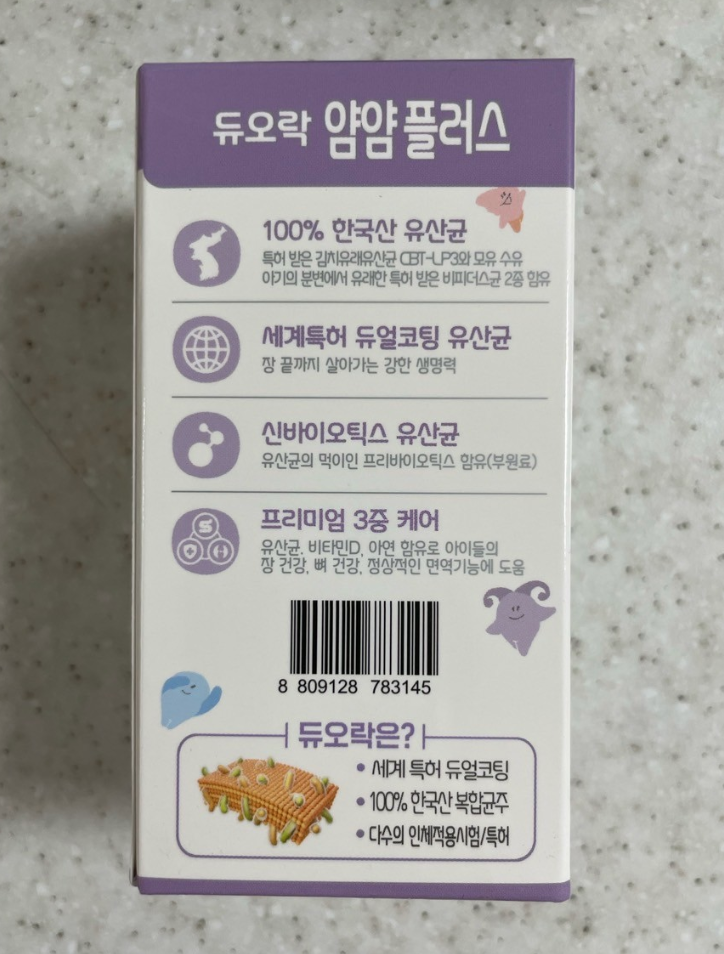 듀오락 얌얌플러스
100% 한국산 유산균
특허 받은 김치유래유산균 CBT-LP3와 모유 수유
아기의 분변에서 유래한 특허 받은 비피더스균 2종 함유
세계특허 듀얼코팅 유산균
장 끝까지 살아가는 강한 생명력
신바이오틱스 유산균
유산균의 먹이인 프리바이오틱스 함유(부원료)
프리미엄 3중 케어
유산균, 비타민D, 아연 함유로 아이들의
장 건강, 뼈 건강, 정상적인 면역기능에 도움
8 809128 783145
듀오락은?
• 세계 특허 듀얼코팅
• 100% 한국산 복합균주
• 다수의 인체적용시험/특허